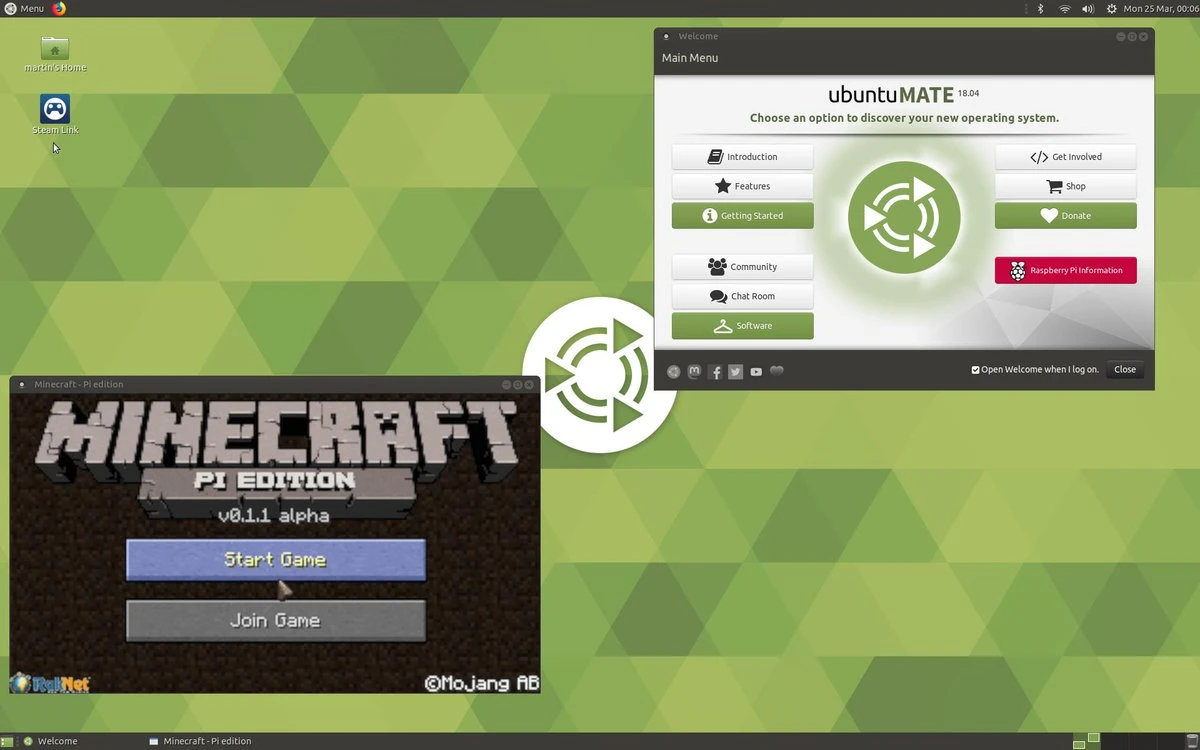 Menu
Mon 25 Mar, 00:06
martin's Home
Steam Link
Welcome
Main Menu
ubuntuMATE 18.04
Choose an option to discover your new operating system.
Introduction
Features
Getting Started
Community
Chat Room
Software
Get Involved
Shop
Donate
Raspberry Pi Information
Open Welcome when I log on.
Close
Minecraft - Pi edition
MINECRAFT
PI EDITION
v0.1.1 alpha
Start Game
Join Game
RakNet
©Mojang AB
Welcome
Minecraft - Pi edition